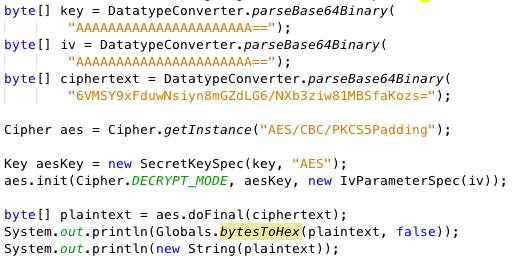 byte[] key = DatatypeConverter.parseBase64Binary(
"AAAAAAAAAAAAAAAAAAAAAA==");
byte[] iv = DatatypeConverter.parseBase64Binary(
"AAAAAAAAAAAAAAAAAAAAAA==");
byte[] ciphertext = DatatypeConverter.parseBase64Binary(
"6VMSY9xFduwNsiyn8mGZdLG6/NXb3ziw81MBSfaKozs=");
Cipher aes = Cipher.getInstance("AES/CBC/PKCS5Padding");
Key aesKey = new SecretKeySpec(key, "AES");
aes.init(Cipher.DECRYPT_MODE, aesKey, new IvParameterSpec(iv));
byte[] plaintext = aes.doFinal(ciphertext);
System.out.println(Globals.bytesToHex(plaintext, false));
System.out.println(new String(plaintext));